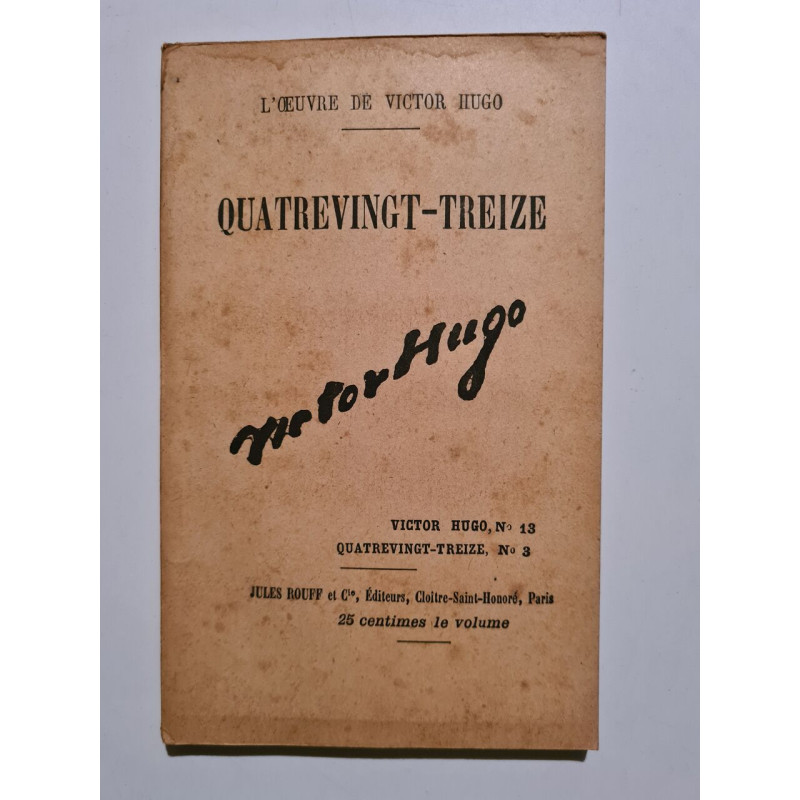 L'ŒUVRE DE VICTOR HUGO
QUATREVINGT-TREIZE
Victor Hugo
VICTOR HUGO, No 13
QUATREVINGT-TREIZE, No 3
JULES ROUFF et Cie, Éditeurs, Cloitre-Saint-Honoré, Paris
25 centimes le volume